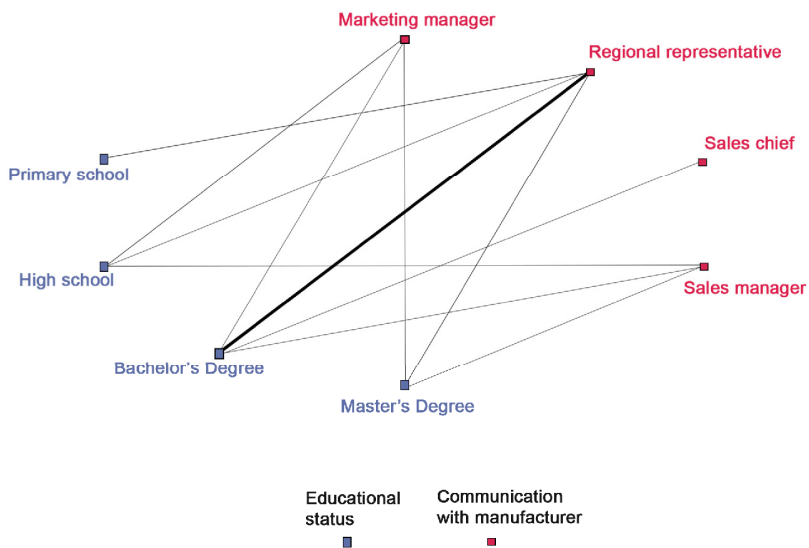 Marketing manager
Regional representative
Sales chief
Primary school
High school
Sales manager
Bachelor's Degree
Master's Degree
Educational
status
Communication
with manufacturer